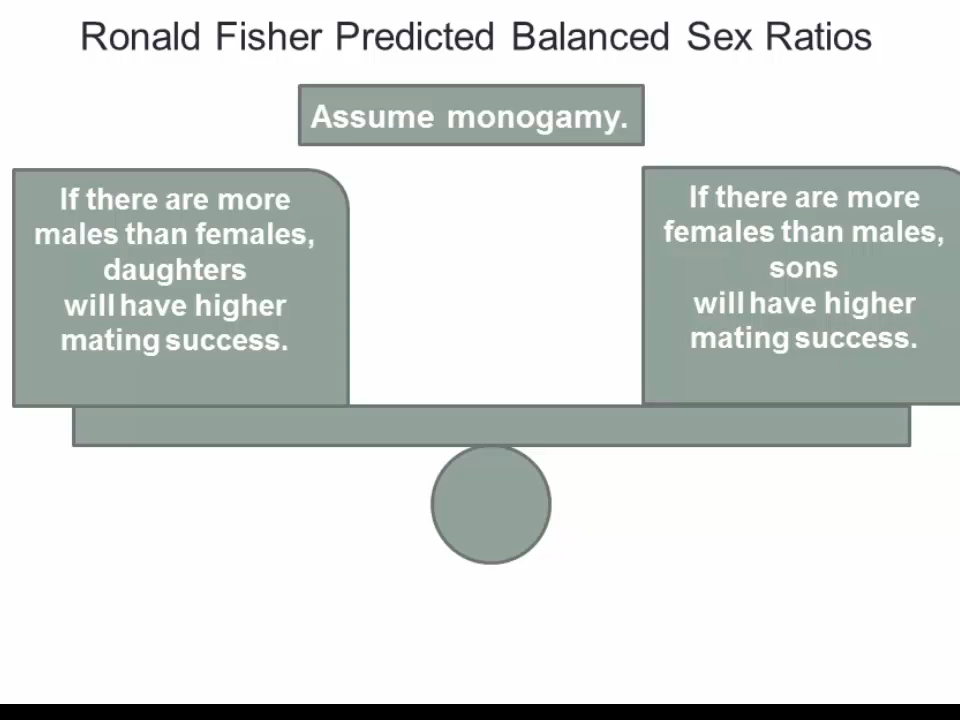 Ronald Fisher Predicted Balanced Sex Ratios
Assume monogamy.
If there are more
males than females,
daughters
will have higher
mating success.
If there are more
females than males,
sons
will have higher
mating success.